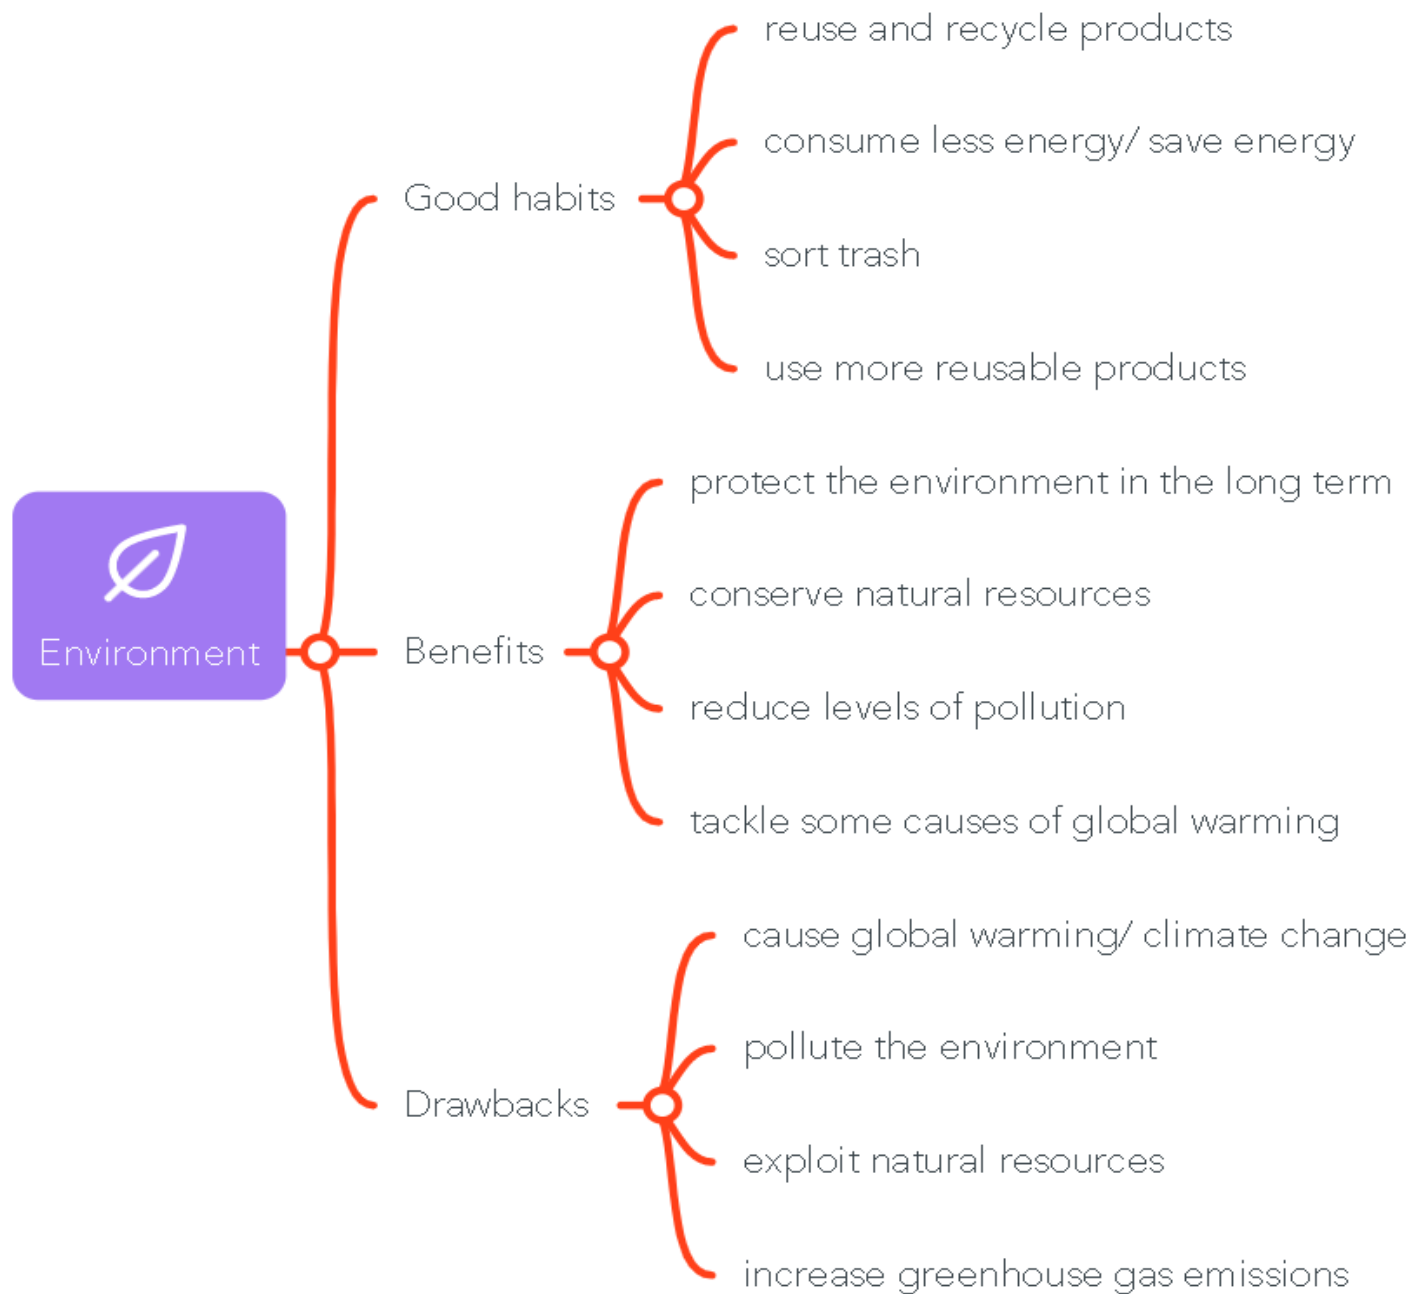 reuse and recycle products
consume less energy/ save energy
Good habits
sort trash
use more reusable products
protect the environment in the long term
conserve natural resources
Environment
Benefits
reduce levels of pollution
tackle some causes of global warming
cause global warming/ climate change
pollute the environment
Drawbacks
exploit natural resources
increase greenhouse gas emissions